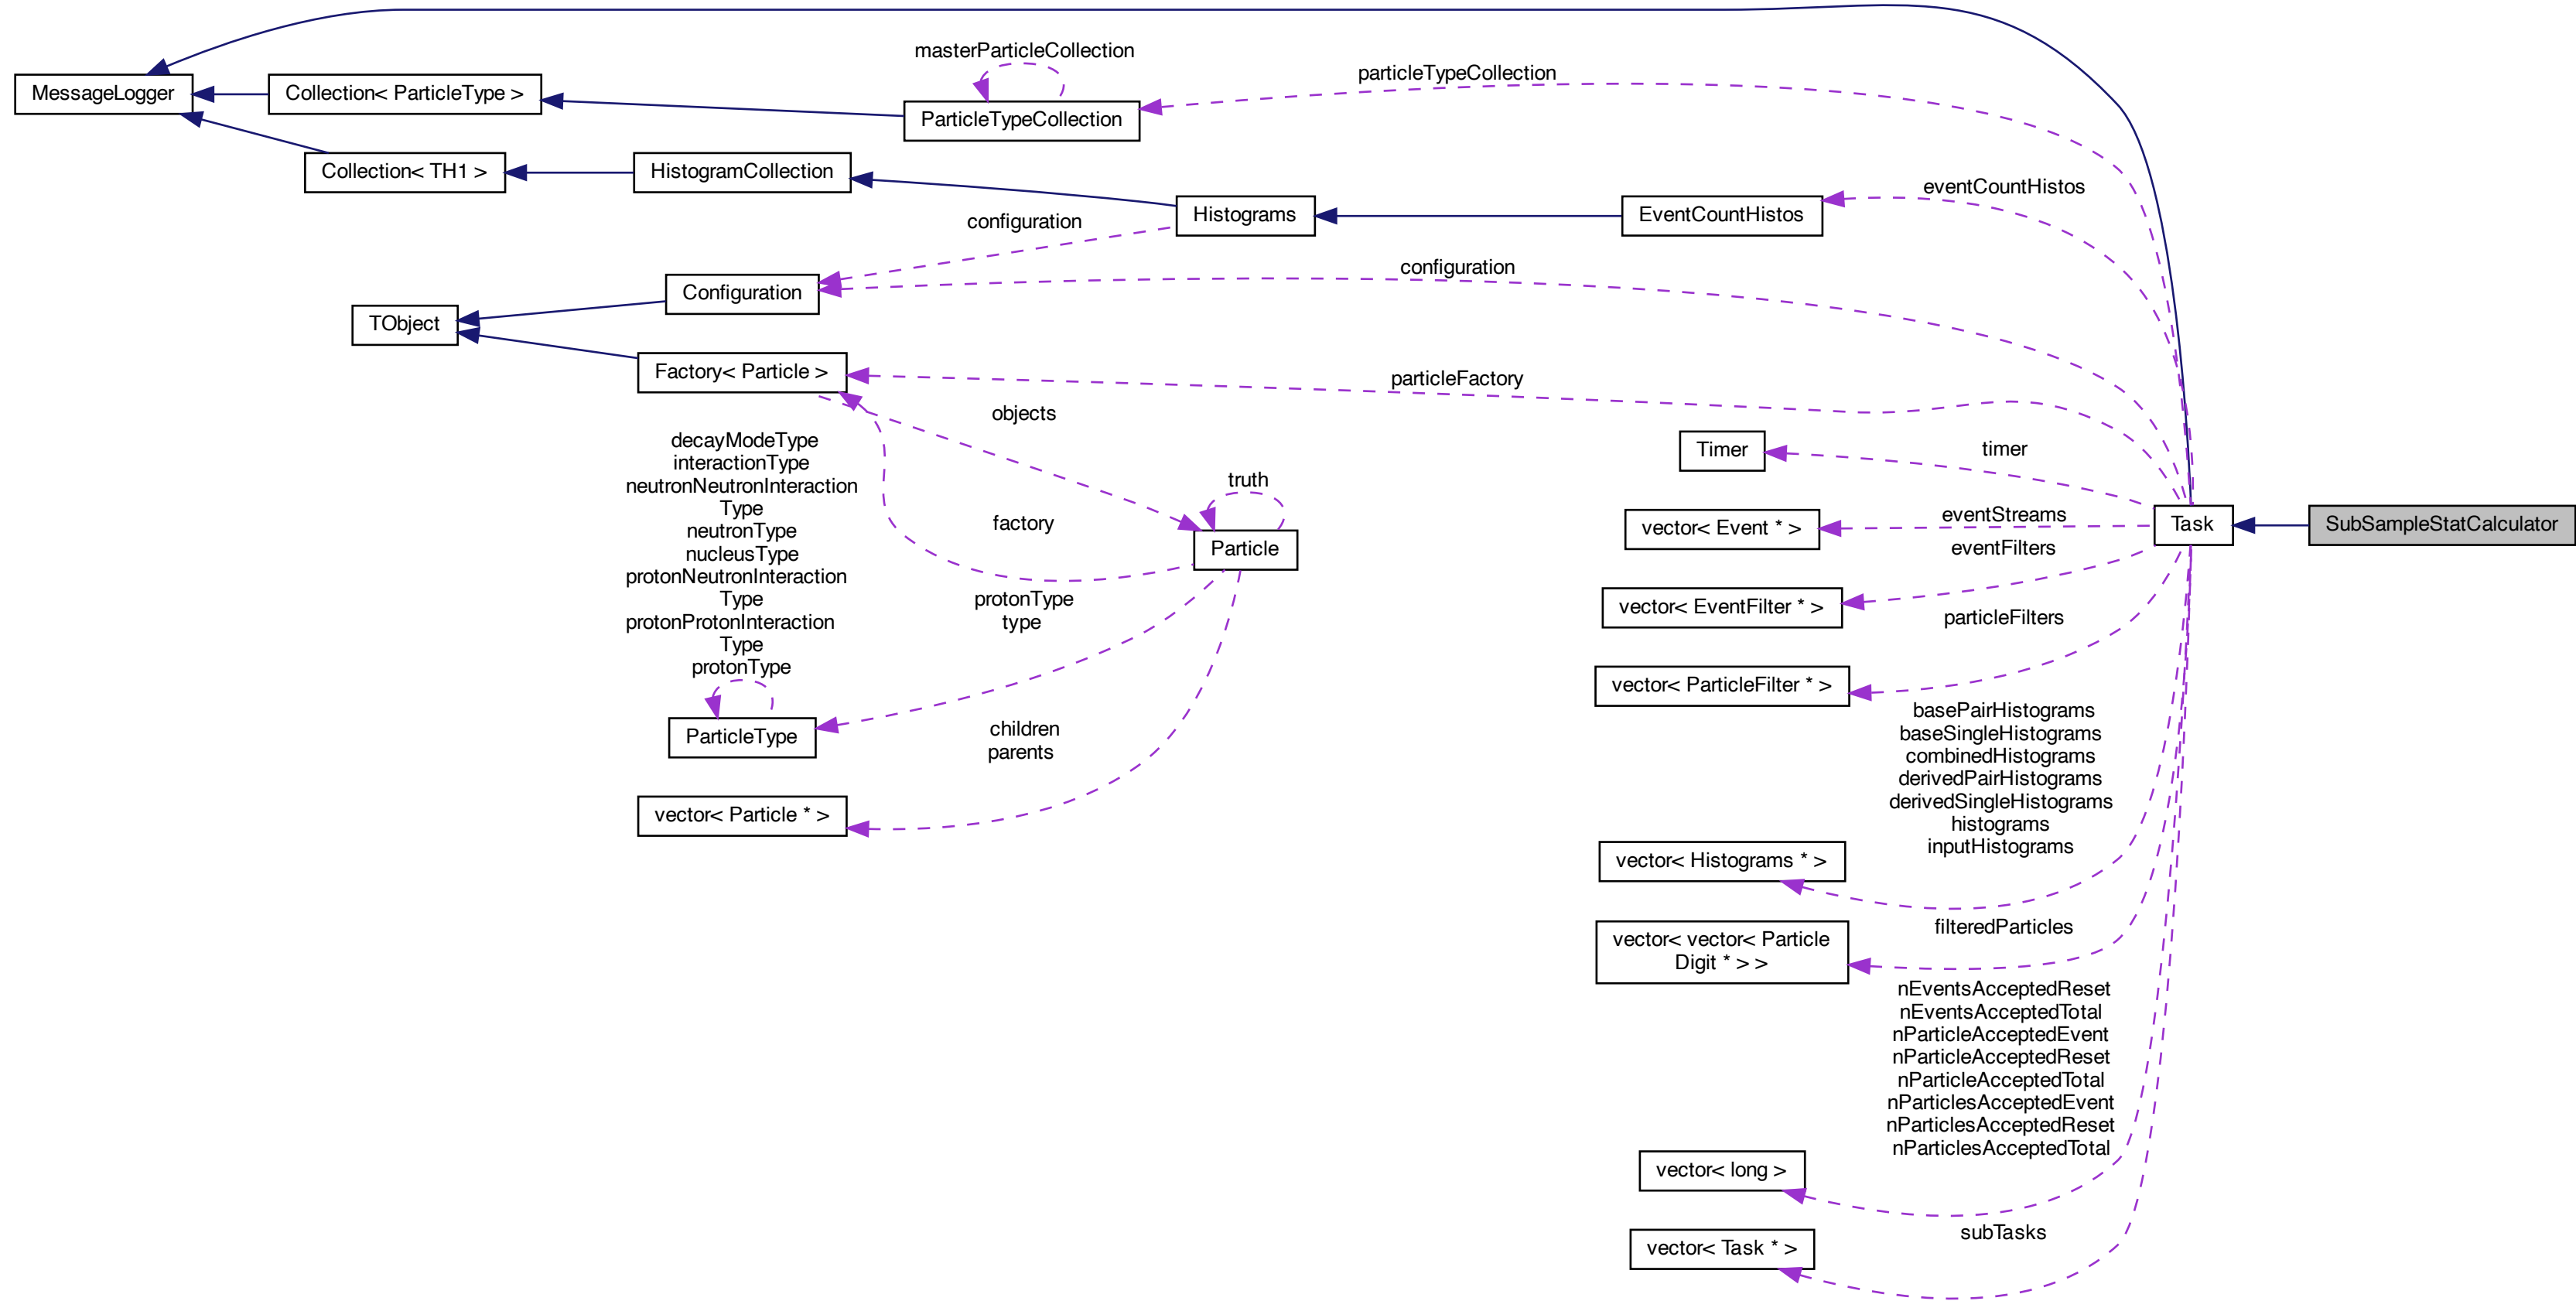 masterParticleCollection
particleTypeCollection
MessageLogger
Collection< ParticleType >
ParticleTypeCollection
Collection< TH1 >
HistogramCollection
eventCountHistos
Histograms
EventCountHistos
configuration
configuration
Configuration
TObject
Factory< Particle >
particleFactory
objects
decayModeType
interactionType
neutronNeutronInteraction
Type
neutronType
nucleusType
protonNeutronInteraction
Type
protonProtonInteraction
Type
protonType
truth
factory
Particle
protonType
type
ParticleType
children
parents
vector< Particle * >
Timer
timer
vector< Event * >
eventStreams
Task
SubSampleStatCalculator
eventFilters
vector< EventFilter * >
particleFilters
vector< ParticleFilter * >
basePairHistograms
baseSingleHistograms
combinedHistograms
derivedPairHistograms
derivedSingleHistograms
histograms
inputHistograms
vector< Histograms * >
filteredParticles
vector< vector< Particle
Digit * > >
nEventsAcceptedReset
nEventsAcceptedTotal
nParticleAcceptedEvent
nParticleAcceptedReset
nParticleAcceptedTotal
nParticlesAcceptedEvent
nParticlesAcceptedReset
nParticlesAcceptedTotal
vector< long >
subTasks
vector< Task * >